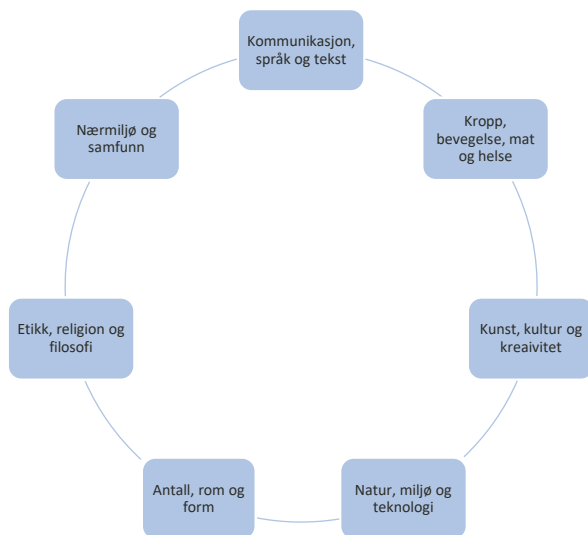 Kommunikasjon,
språk og tekst
Kropp,
bevegelse, mat
og helse
Kunst, kultur og
kreaivitet
Natur, miljø og
teknologi
Antall, rom og
form
Etikk, religion og
filosofi
Nærmiljø og
samfunn